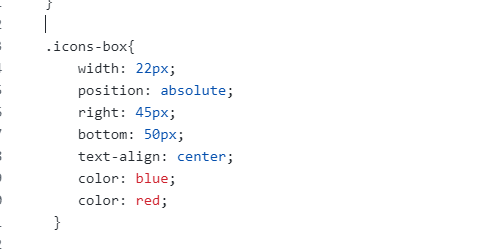 }
.icons-box{
width: 22px;
position: absolute;
right: 45px;
bottom: 50px;
text-align: center;
color: blue;
color: red;
}